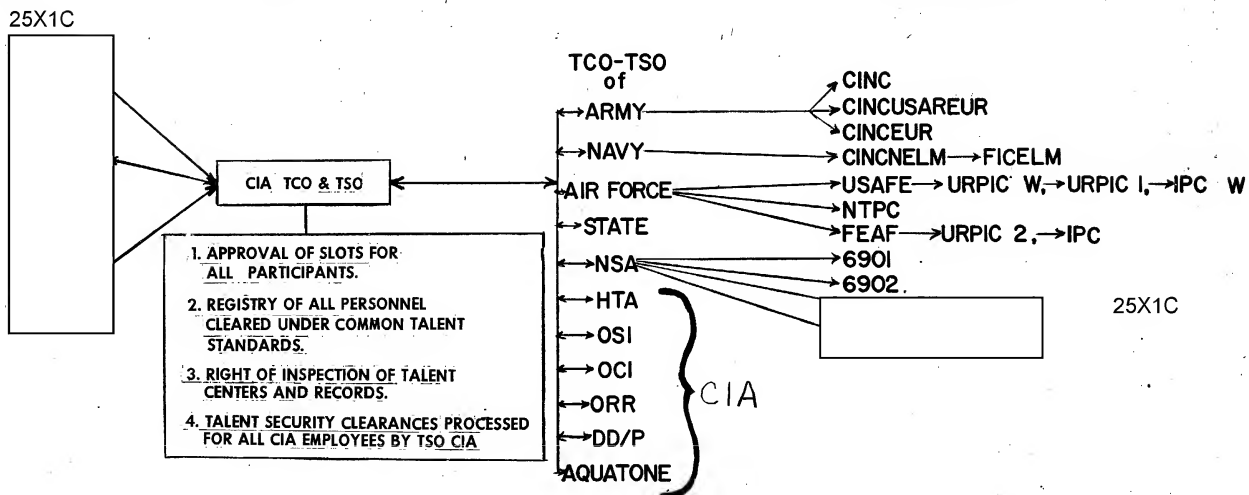 25X1C
TCO-TSO
of
ARMY
CINC
CINCUSAREUR
CINCEUR
NAVY
CINCNELM FICELM
CIA TCO & TSO
AIR FORCE
USAFE URPIC W, URPIC I, IPC W
NTPC
FEAF URPIC 2, IPC
STATE
NSA
6901
6902.
25X1C
HTA
OSI
OCI
ORR
DD/P
AQUATONE
CIA
1. APPROVAL OF SLOTS FOR
ALL PARTICIPANTS.
2. REGISTRY OF ALL PERSONNEL
CLEARED UNDER COMMON TALENT
STANDARDS.
3. RIGHT OF INSPECTION OF TALENT
CENTERS AND RECORDS.
4. TALENT SECURITY CLEARANCES PROCESSED
FOR ALL CIA EMPLOYEES BY TSO CIA